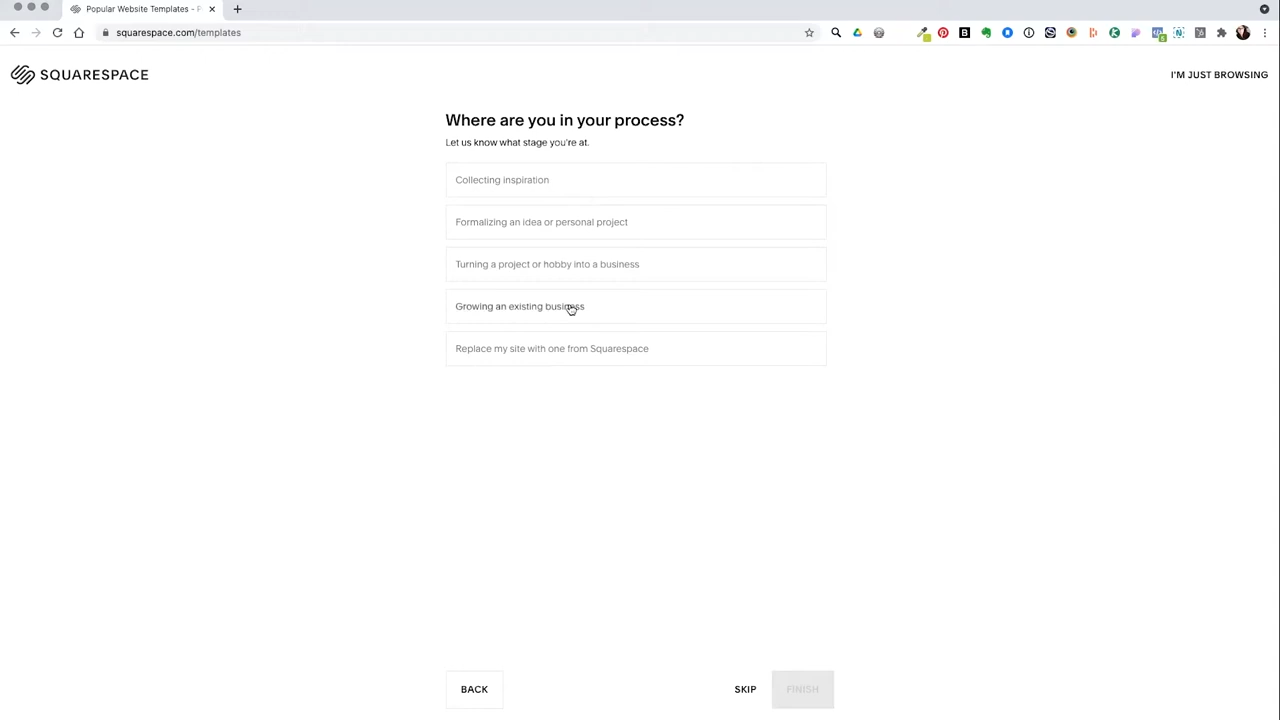 Popular Website Templates - P
squarespace.com/templates
SQUARESPACE
I'M JUST BROWSING
Where are you in your process?
Let us know what stage you're at.
Collecting inspiration
Formalizing an idea or personal project
Turning a project or hobby into a business
Growing an existing business
Replace my site with one from Squarespace
BACK
SKIP
FINISH